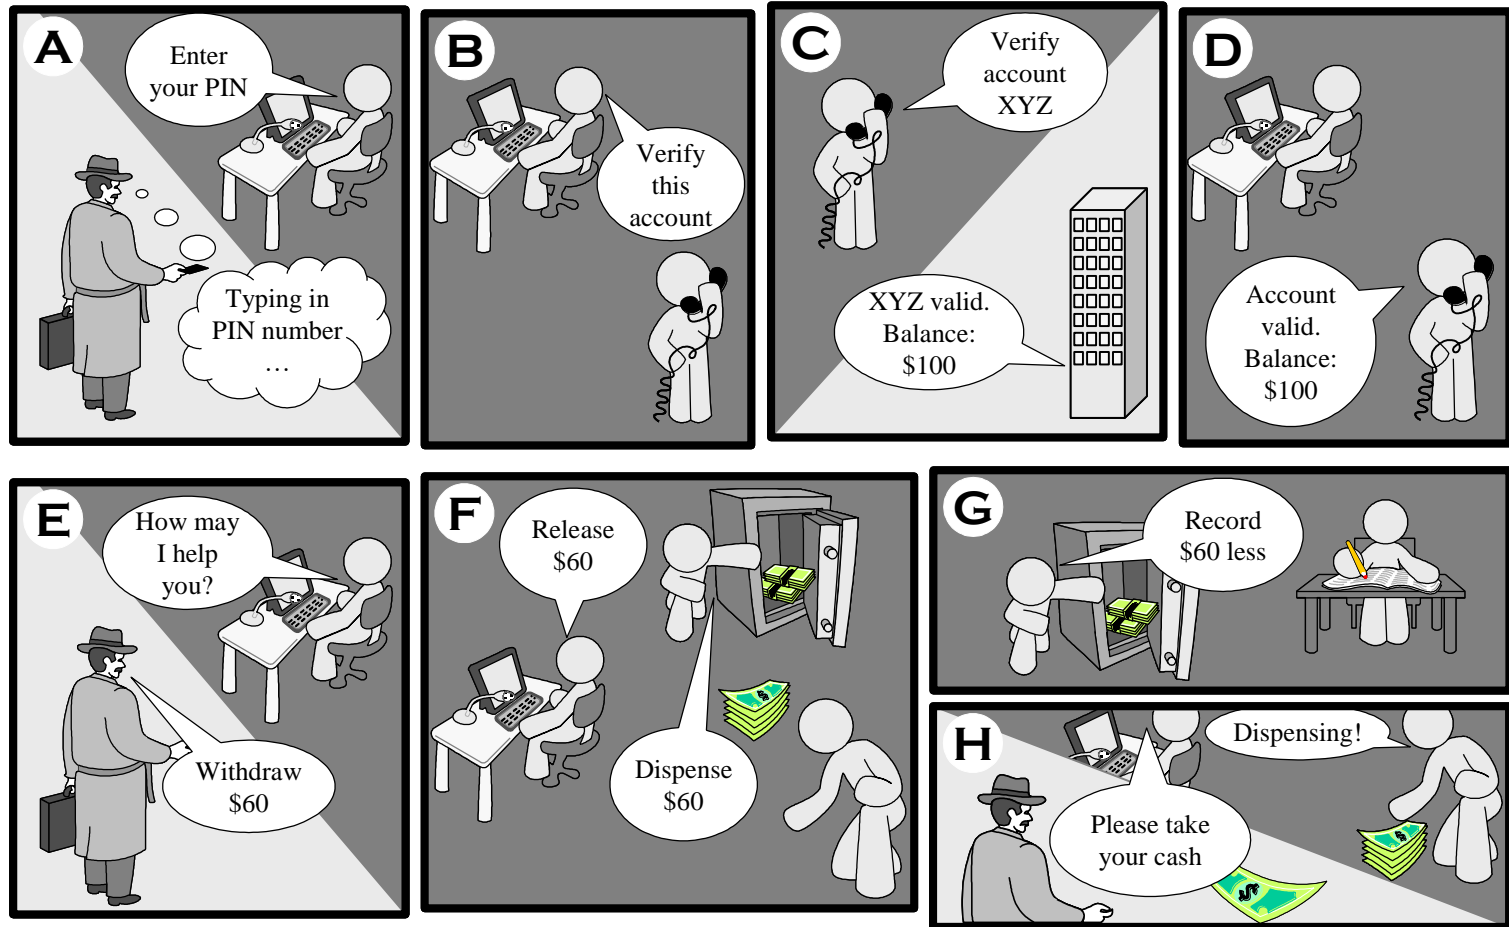 A
Enter
your PIN
Typing in
PIN number
...
B
Verify
this
account
C
Verify
account
XYZ
XYZ valid.
Balance:
$100
D
Account
valid.
Balance:
$100
E
How may
I help
you?
Withdraw
$60
F
Release
$60
Dispense
$60
G
Record
$60 less
H
Dispensing!
Please take
your cash